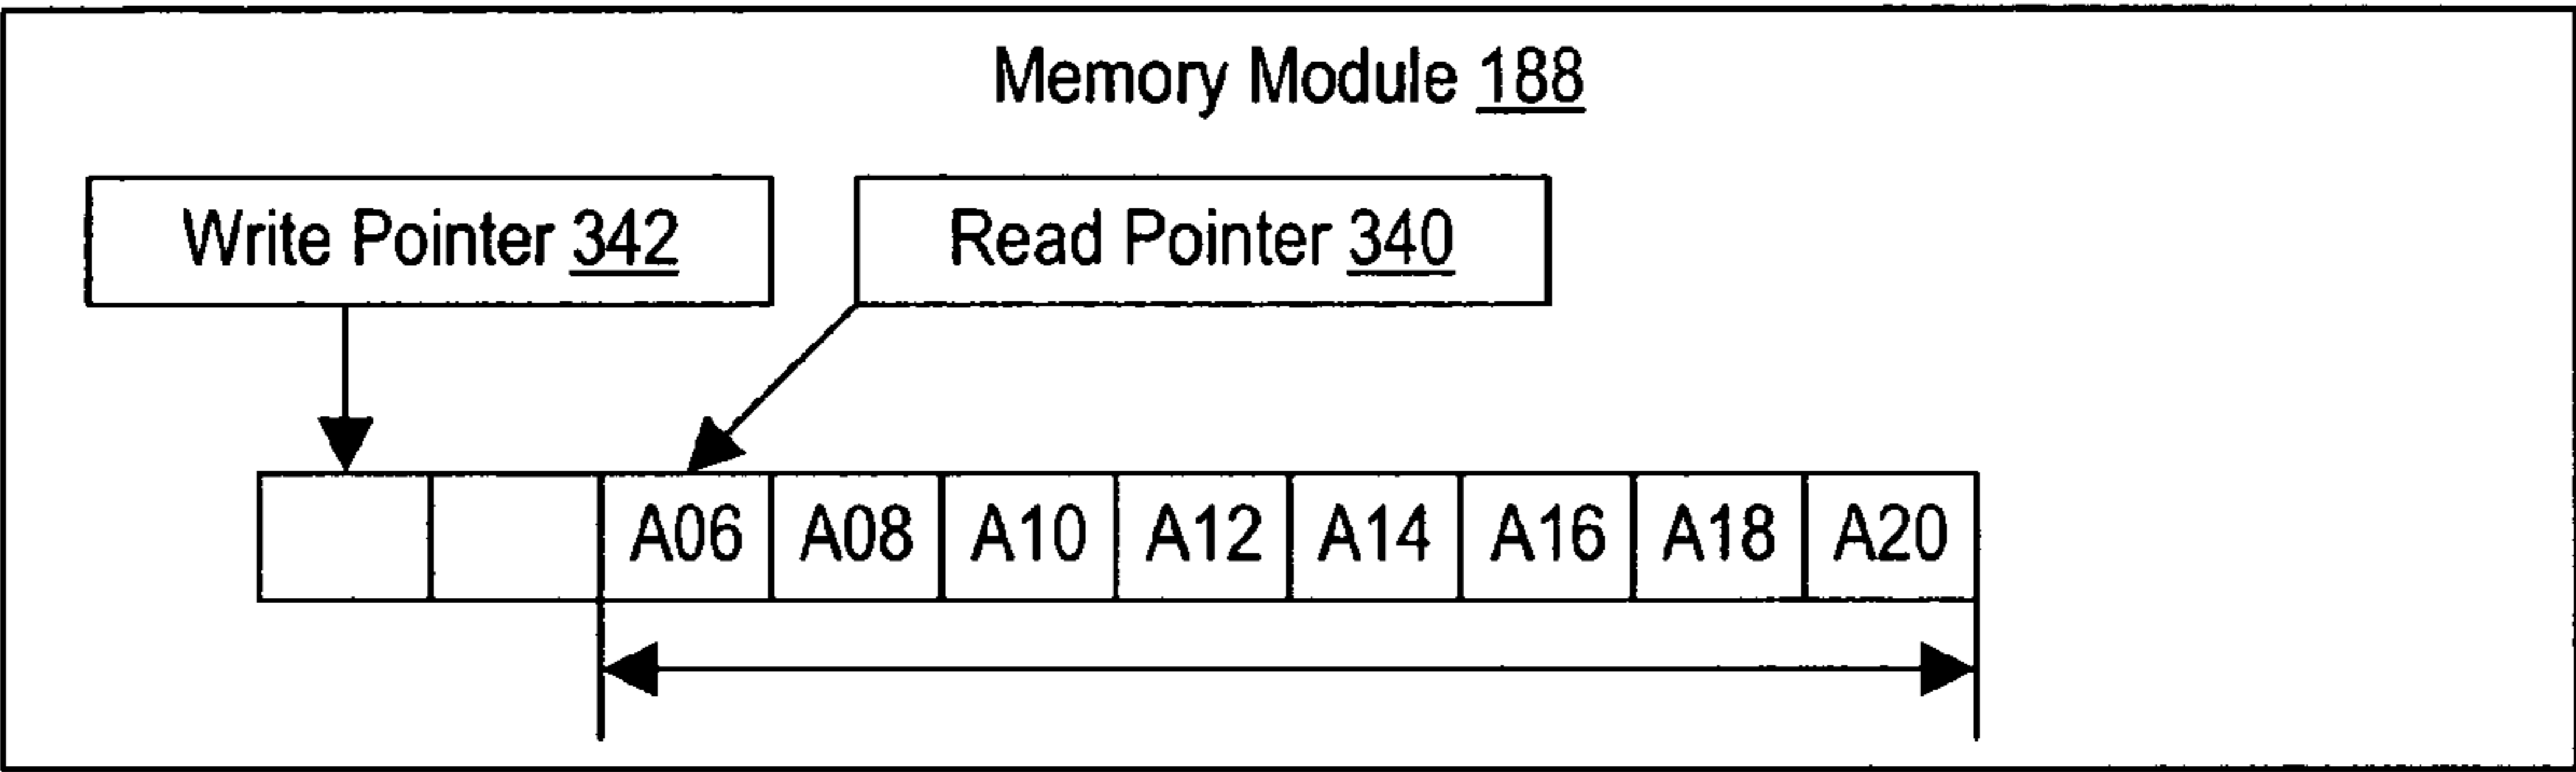 Memory Module 188
Write Pointer 342 Read Pointer 340
A06 A08 A10 A12 A14 A16 A18 A20